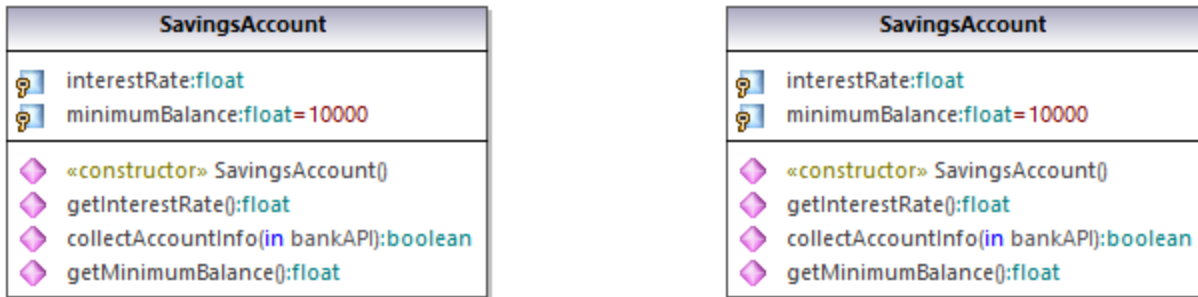 SavingsAccount
interestRate:float
minimumBalance:float=10000
«constructor» SavingsAccount()
getInterestRate():float
collectAccountInfo(in bankAPI):boolean
getMinimumBalance():float
SavingsAccount
interestRate:float
minimumBalance:float=10000
«constructor» SavingsAccount()
getInterestRate():float
collectAccountInfo(in bankAPI):boolean
getMinimumBalance():float